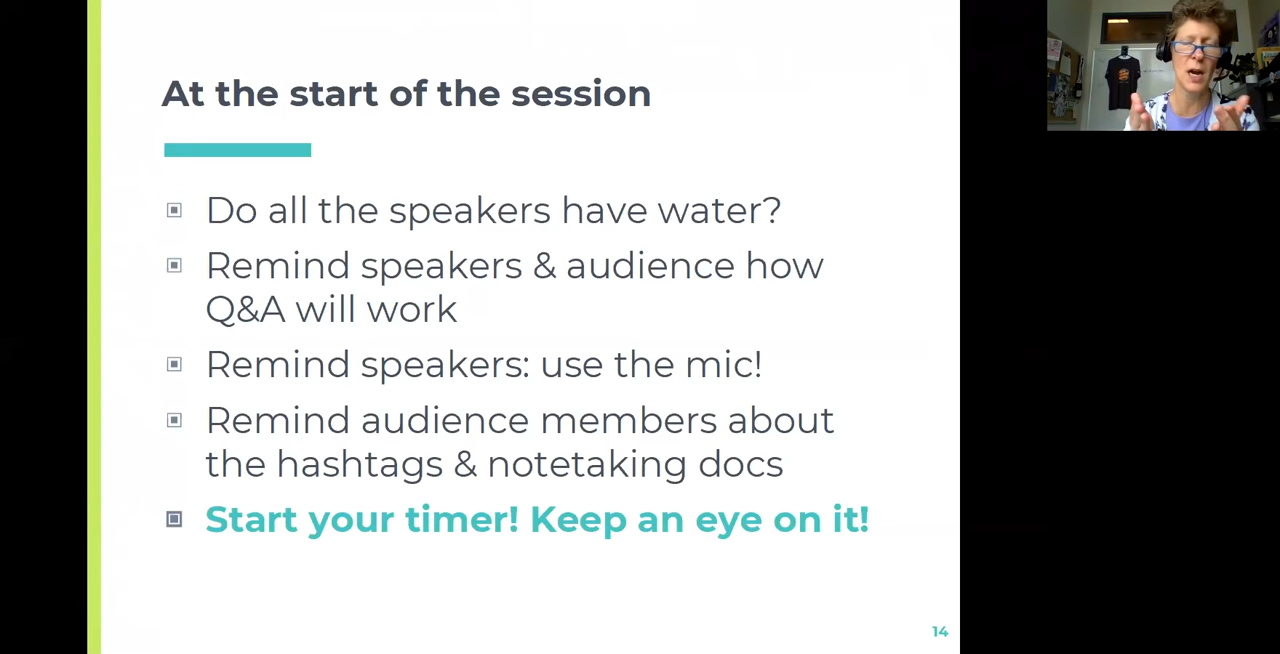 At the start of the session
Do all the speakers have water?
Remind speakers & audience how
Q&A will work
Remind speakers: use the mic!
Remind audience members about
the hashtags & notetaking docs
Start your timer! Keep an eye on it!
14